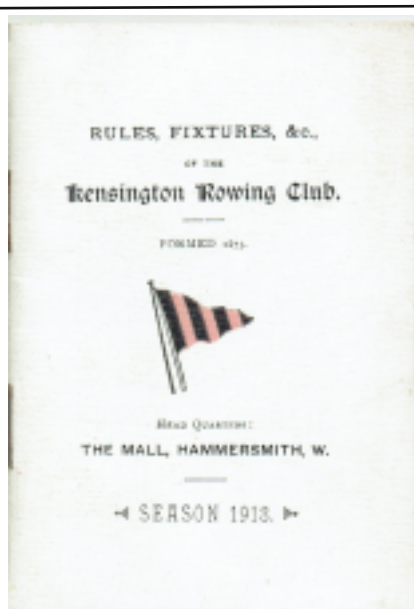 RULES, FIXTURES, &c.,
OF THE
Kensington Rowing Club.
FORMED
HEAD QUARTERS:
THE MALL, HAMMERSMITH, W.
SEASON 1913.